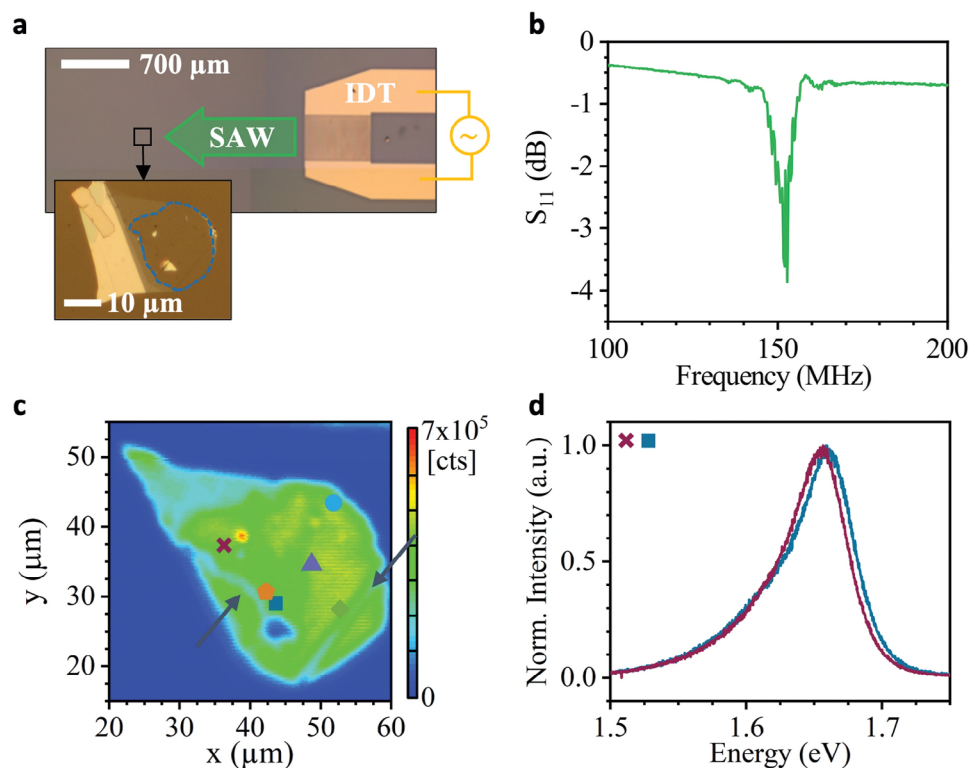 a
700 µm
IDT
SAW
~
10 µm
b
0
-1
-2
-3
-4
S₁₁ (dB)
100
150
200
Frequency (MHz)
c
7x10⁵
[cts]
0
50
40
30
20
y (µm)
20
30
40
50
60
x (µm)
d
1.0
0.5
0.0
Norm. Intensity (a.u.)
1.5
1.6
1.7
Energy (eV)